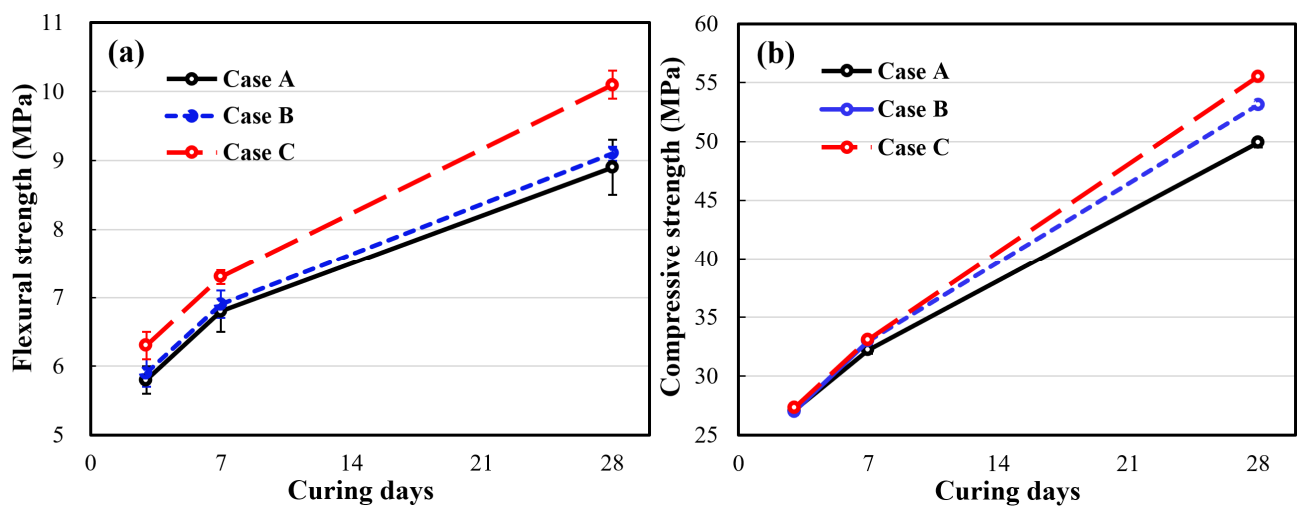 (a)
Case A
Case B
Case C
Flexural strength (MPa)
11
10
9
8
7
6
5
0 7 14 21 28
Curing days
(b)
Case A
Case B
Case C
Compressive strength (MPa)
60
55
50
45
40
35
30
25
0 7 14 21 28
Curing days